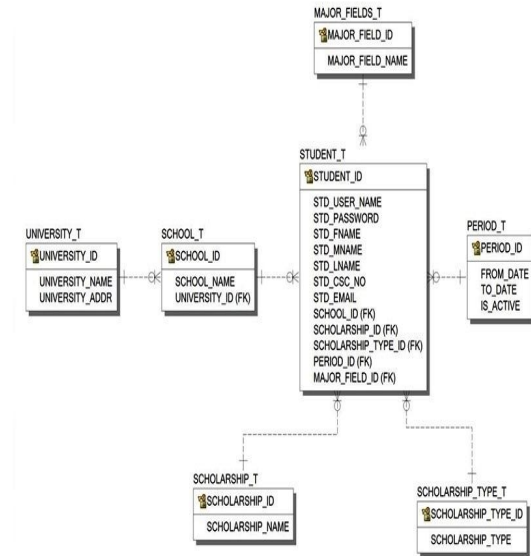 MAJOR_FIELDS_T
MAJOR_FIELD_ID
MAJOR_FIELD_NAME
STUDENT_T
STUDENT_ID
STD_USER_NAME
STD_PASSWORD
STD_FNAME
STD_MNAME
STD_LNAME
STD_CSC_NO
STD_EMAIL
SCHOOL_ID (FK)
SCHOLARSHIP_ID (FK)
SCHOLARSHIP_TYPE_ID (FK)
PERIOD_ID (FK)
MAJOR_FIELD_ID (FK)
UNIVERSITY_T
UNIVERSITY_ID
UNIVERSITY_NAME
UNIVERSITY_ADDR
SCHOOL_T
SCHOOL_ID
SCHOOL_NAME
UNIVERSITY_ID (FK)
PERIOD_T
PERIOD_ID
FROM_DATE
TO_DATE
IS_ACTIVE
SCHOLARSHIP_T
SCHOLARSHIP_ID
SCHOLARSHIP_NAME
SCHOLARSHIP_TYPE_T
SCHOLARSHIP_TYPE_ID
SCHOLARSHIP_TYPE